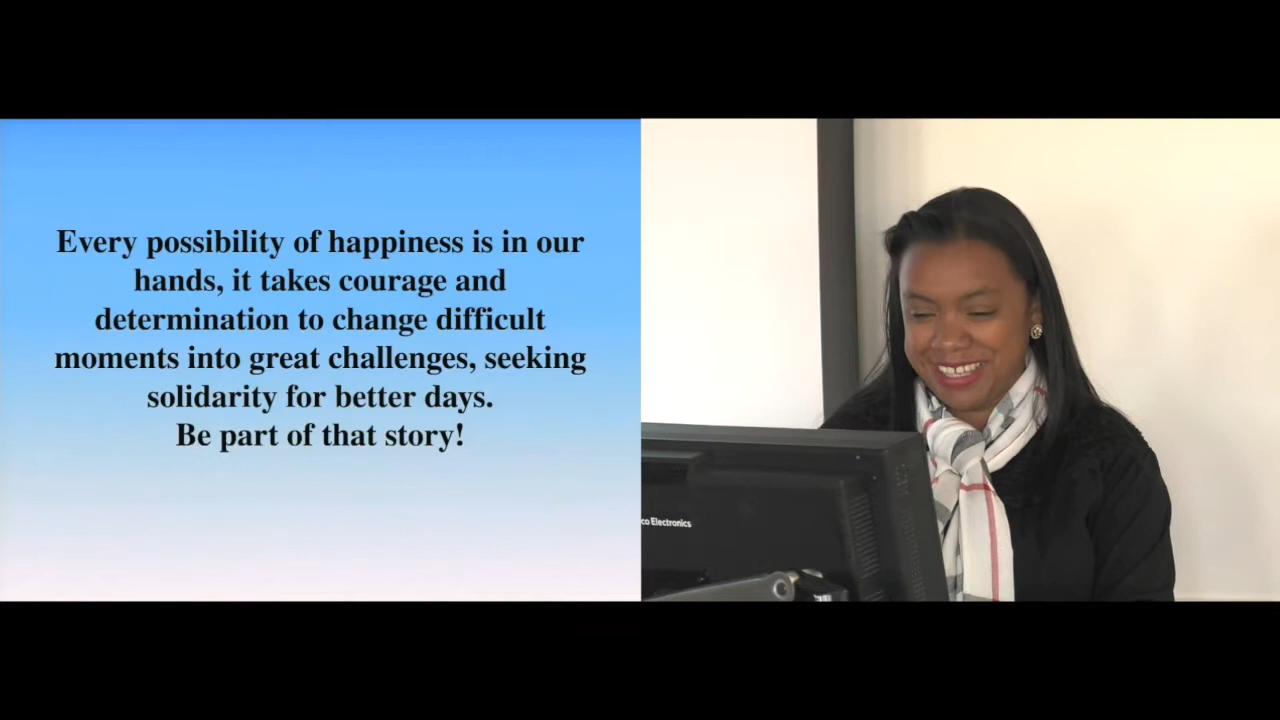 Every possibility of happiness is in our
hands, it takes courage and
determination to change difficult
moments into great challenges, seeking
solidarity for better days.
Be part of that story!
co Electronics